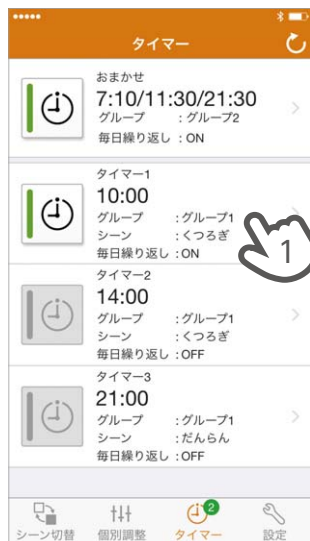 タイマー
おまかせ
7:10/11:30/21:30
グループ : グループ2
毎日繰り返し : ON
タイマー1
10:00
グループ : グループ1
シーン : くつろぎ
毎日繰り返し : ON
1
タイマー2
14:00
グループ : グループ1
シーン : くつろぎ
毎日繰り返し : OFF
タイマー3
21:00
グループ : グループ1
シーン : だんらん
毎日繰り返し : OFF
2
シーン切替 個別調整 タイマー 設定